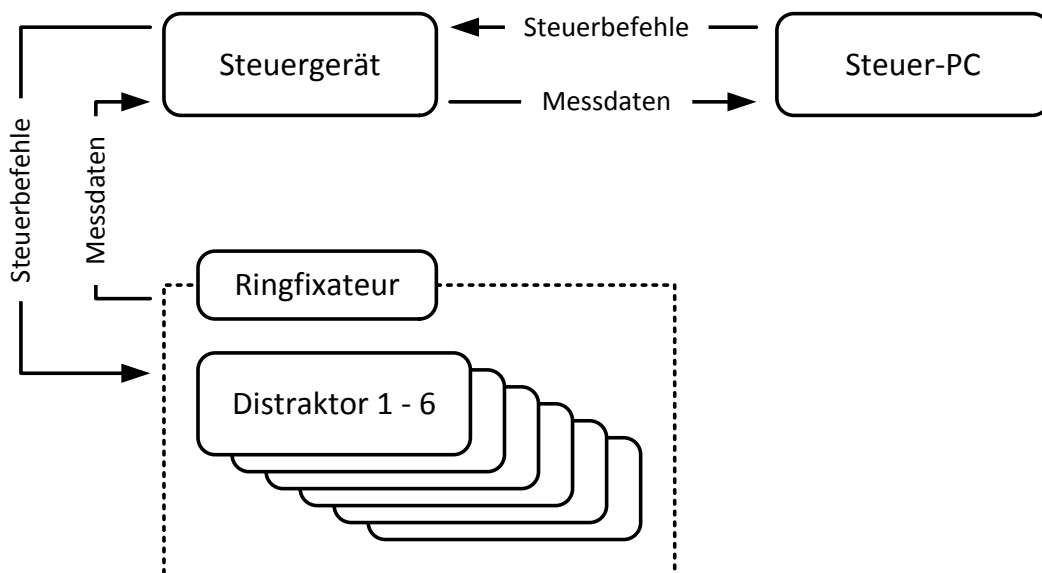 Steuerbefehle
Steuergerät
Steuer-PC
Messdaten
Steuerbefehle
Messdaten
Ringfixateur
Distraktor 1 - 6